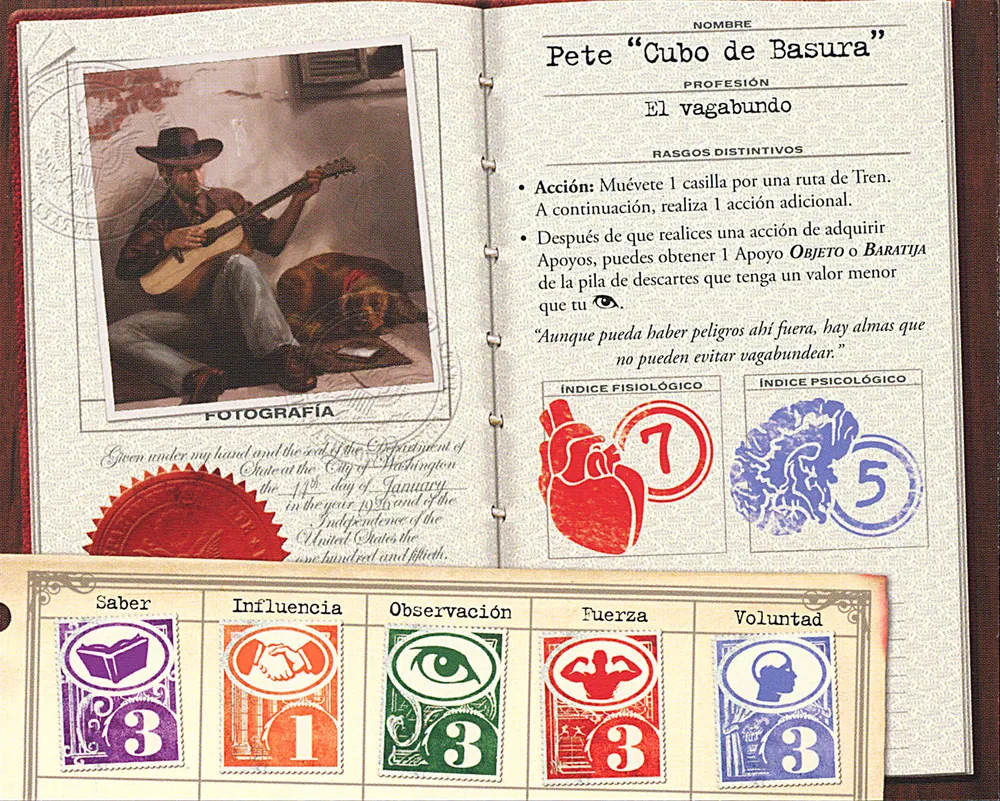 FOTOGRAFÍA
Given under my hand and the seal of the Department of
State at the City of Washington
the 11th day of January
in the year 1926 and of the
Independence of the
United States the
one hundred and fiftieth.
NOMBRE
Pete “Cubo de Basura”
PROFESIÓN
El vagabundo
RASGOS DISTINTIVOS
• Acción: Muévete 1 casilla por una ruta de Tren.
A continuación, realiza 1 acción adicional.
• Después de que realices una acción de adquirir
Apoyos, puedes obtener 1 Apoyo OBJETO o BARATIJA
de la pila de descartes que tenga un valor menor
que tu .
“Aunque pueda haber peligros ahí fuera, hay almas que
no pueden evitar vagabundear.”
ÍNDICE FISIOLÓGICO
7
ÍNDICE PSICOLÓGICO
5
Saber Influencia Observación Fuerza Voluntad
3 1 3 3 3